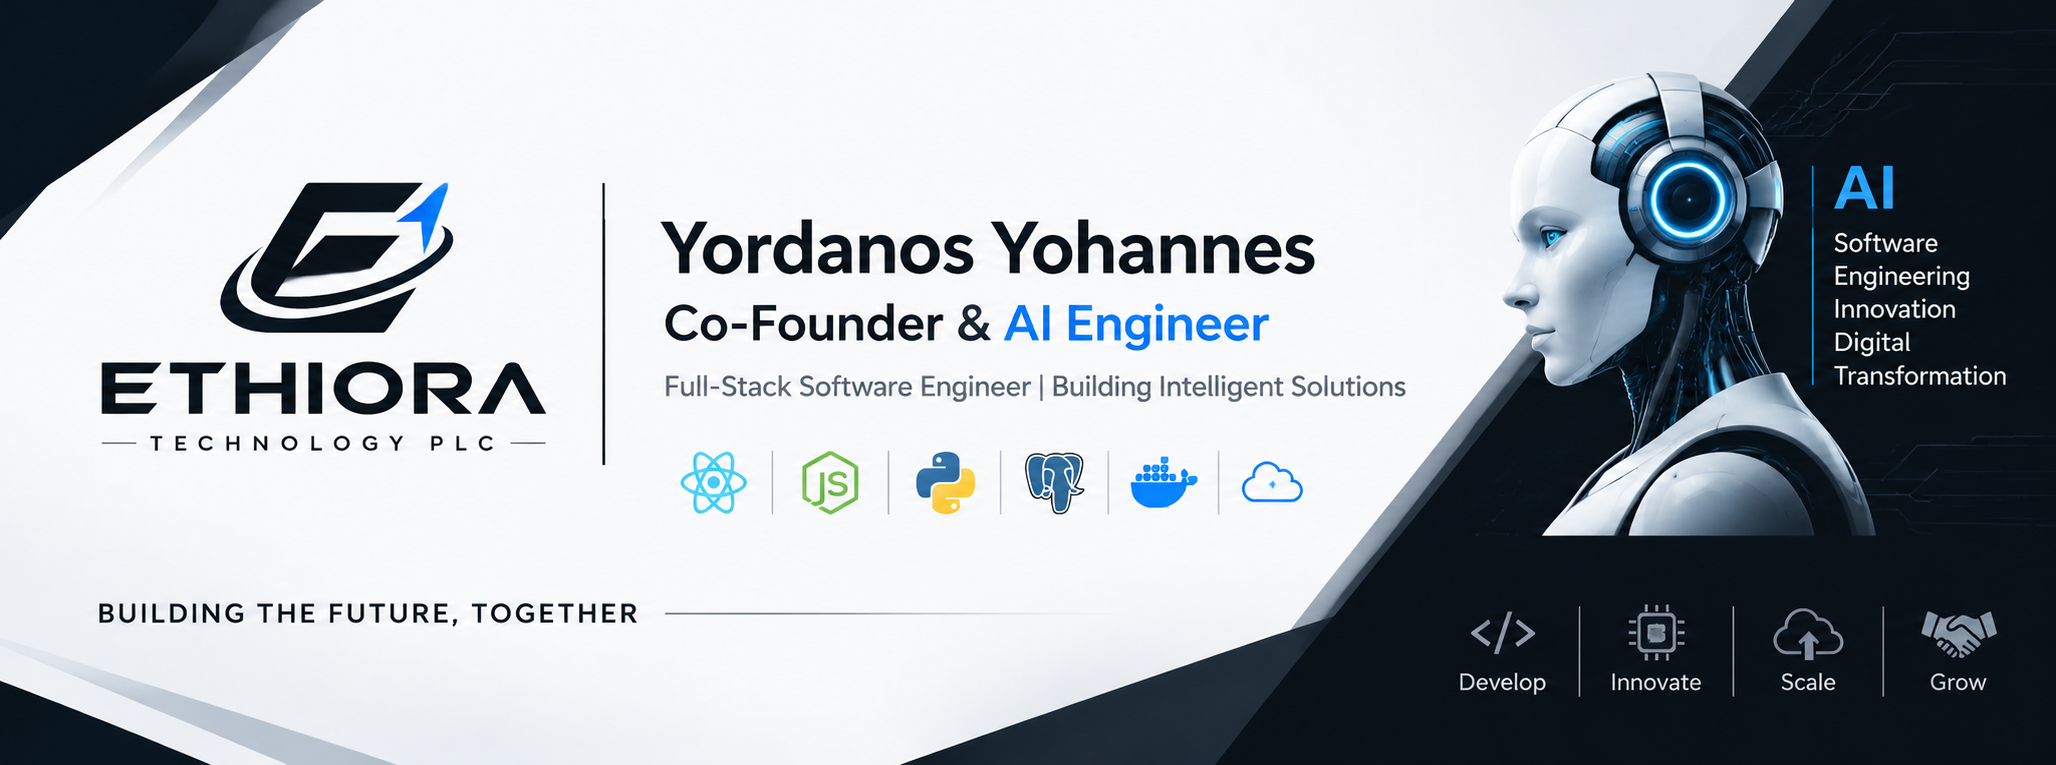 ETHIORA
TECHNOLOGY PLC
Yordanos Yohannes
Co-Founder & AI Engineer
Full-Stack Software Engineer | Building Intelligent Solutions
JS
BUILDING THE FUTURE, TOGETHER
AI
Software
Engineering
Innovation
Digital
Transformation
</>
Develop
Innovate
Scale
Grow